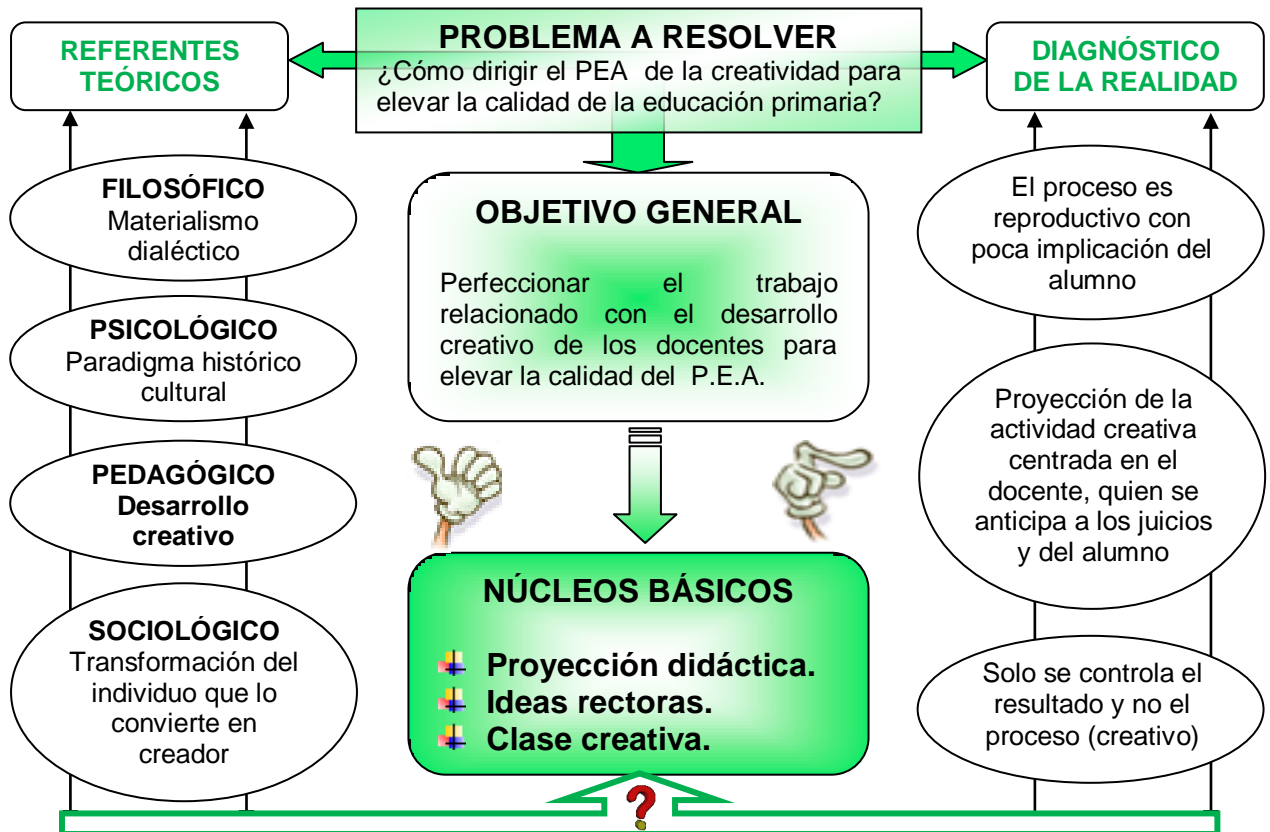 PROBLEMA A RESOLVER
¿Cómo dirigir el PEA de la creatividad para
elevar la calidad de la educación primaria?
REFERENTES
TEÓRICOS
FILOSÓFICO
Materialismo
dialéctico
PSICOLÓGICO
Paradigma histórico
cultural
PEDAGÓGICO
Desarrollo
creativo
SOCIOLÓGICO
Transformación del
individuo que lo
convierte en
creador
OBJETIVO GENERAL
Perfeccionar el trabajo
relacionado con el desarrollo
creativo de los docentes para
elevar la calidad del P.E.A.
NÚCLEOS BÁSICOS
Proyección didáctica.
Ideas rectoras.
Clase creativa.
DIAGNÓSTICO
DE LA REALIDAD
El proceso es
reproductivo con
poca implicación del
alumno
Proyección de la
actividad creativa
centrada en el
docente, quien se
anticipa a los juicios
y del alumno
Solo se controla el
resultado y no el
proceso (creativo)
?